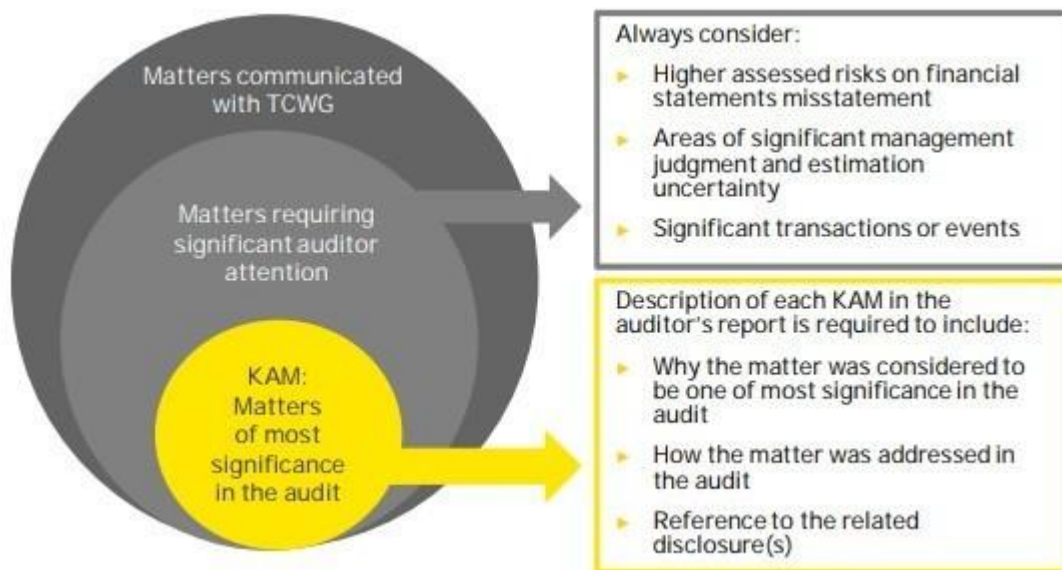 Matters communicated
with TCWG
Matters requiring
significant auditor
attention
KAM:
Matters
of most
significance
in the audit
Always consider:
► Higher assessed risks on financial
statements misstatement
► Areas of significant management
judgment and estimation
uncertainty
► Significant transactions or events
Description of each KAM in the
auditor's report is required to include:
► Why the matter was considered to
be one of most significance in the
audit
► How the matter was addressed in
the audit
► Reference to the related
disclosure(s)